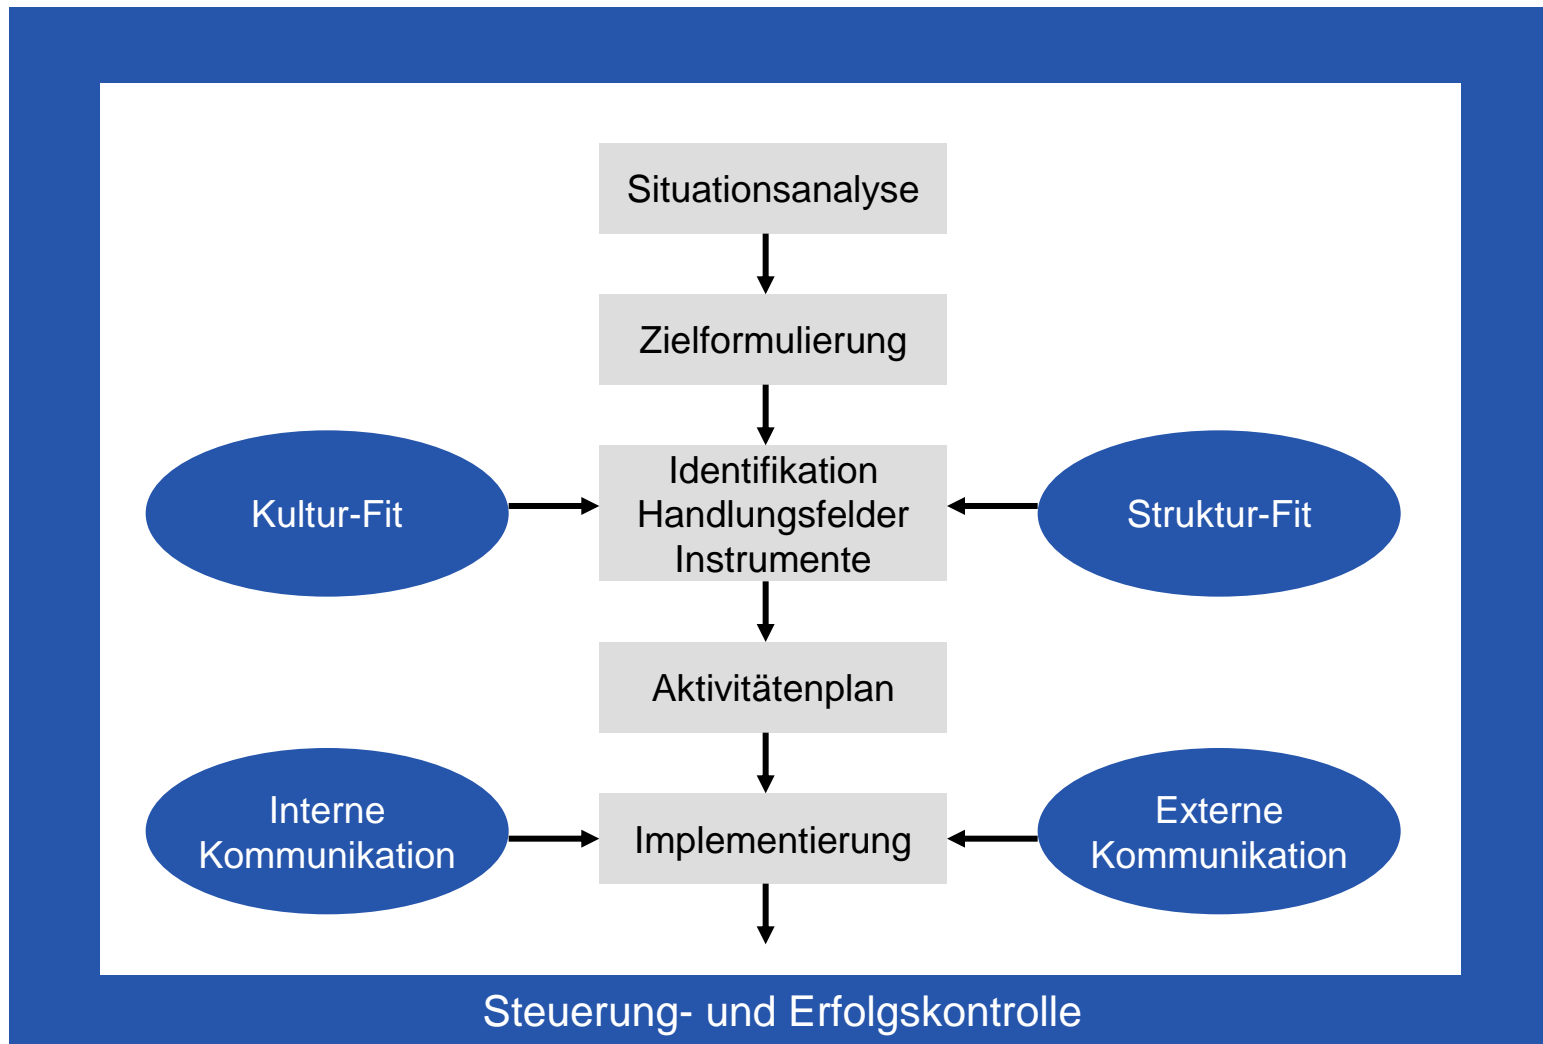 Situationsanalyse
Zielformulierung
Kultur-Fit
Identifikation
Handlungsfelder
Instrumente
Struktur-Fit
Aktivitätenplan
Interne
Kommunikation
Implementierung
Externe
Kommunikation
Steuerung- und Erfolgskontrolle